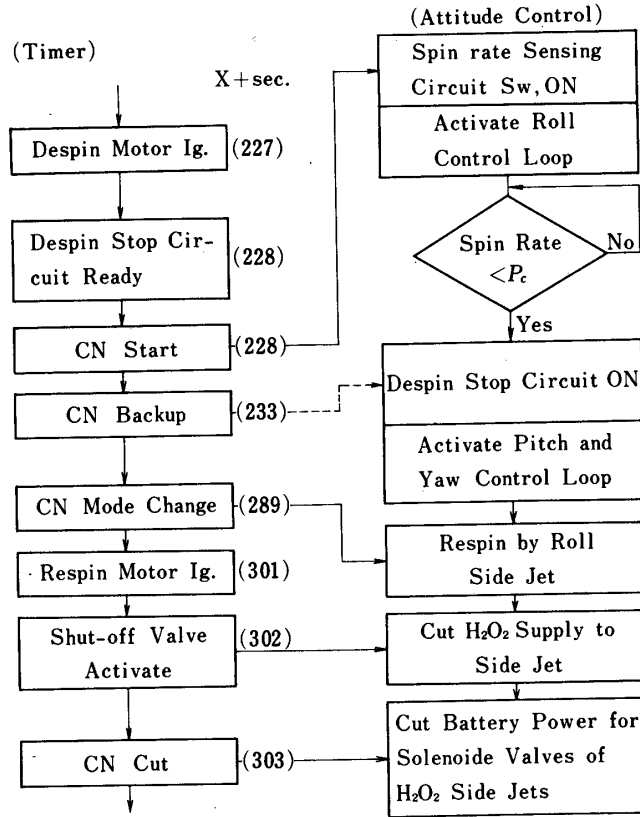 (Timer)
X+sec.
Despin Motor Ig.
(227)
Despin Stop Cir-
cuit Ready
(228)
CN Start
(228)
CN Backup
(233)
CN Mode Change
(289)
Respin Motor Ig.
(301)
Shut-off Valve
Activate
(302)
CN Cut
(303)
(Attitude Control)
Spin rate Sensing
Circuit Sw, ON
Activate Roll
Control Loop
Spin Rate
<P꜀
No
Yes
Despin Stop Circuit ON
Activate Pitch and
Yaw Control Loop
Respin by Roll
Side Jet
Cut H₂O₂ Supply to
Side Jet
Cut Battery Power for
Solenoide Valves of
H₂O₂ Side Jets